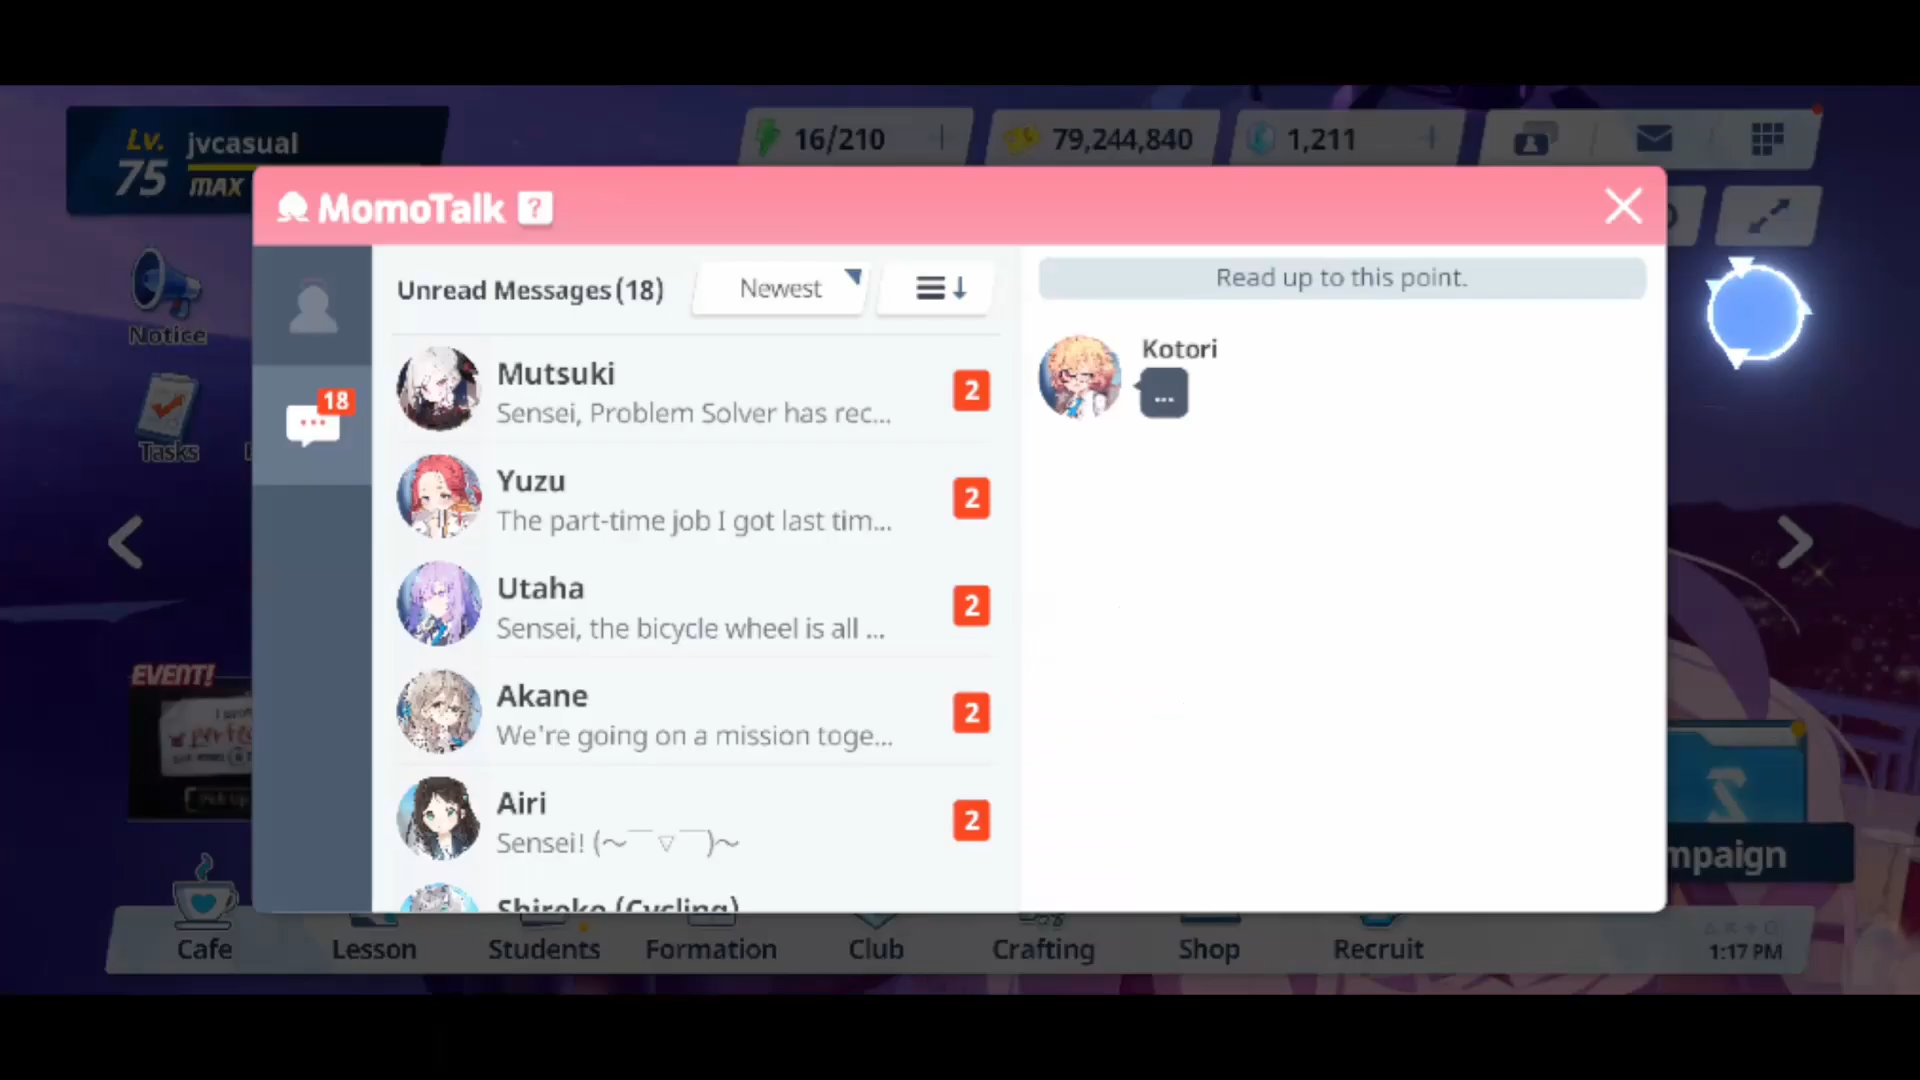 Lv. 75
jvcasual
MAX
16/210
79,244,840
1,211
MomoTalk ?
Notice
Tasks
EVENT!
18
Unread Messages(18)
Newest
Mutsuki
Sensei, Problem Solver has rec...
2
Yuzu
The part-time job I got last tim...
2
Utaha
Sensei, the bicycle wheel is all ...
2
Akane
We're going on a mission toge...
2
Airi
Sensei! (～￣▽￣)～
2
Shiroko (Cycling)
Read up to this point.
Kotori
...
mpaign
Cafe
Lesson
Students
Formation
Club
Crafting
Shop
Recruit
1:17 PM